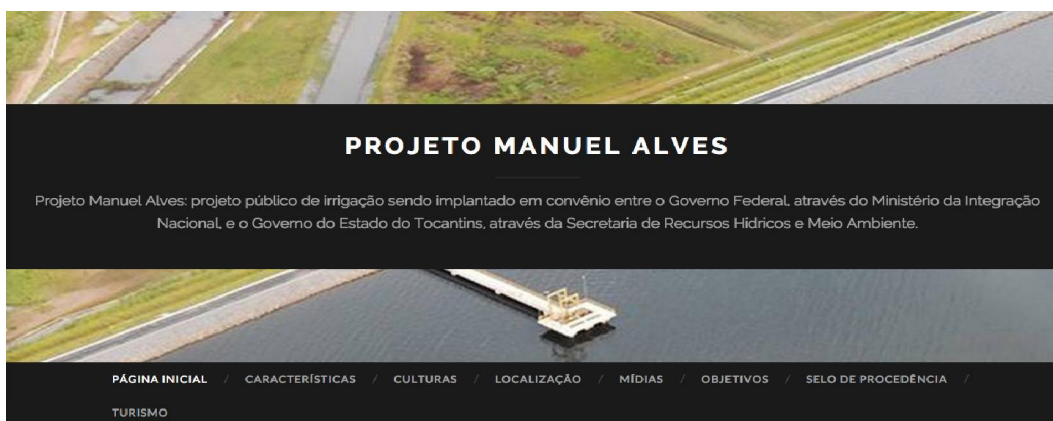 PROJETO MANUEL ALVES
Projeto Manuel Alves: projeto público de irrigação sendo implantado em convênio entre o Governo Federal, através do Ministério da Integração
Nacional, e o Governo do Estado do Tocantins, através da Secretaria de Recursos Hídricos e Meio Ambiente.
PÁGINA INICIAL / CARACTERÍSTICAS / CULTURAS / LOCALIZAÇÃO / MÍDIAS / OBJETIVOS / SELO DE PROCEDÊNCIA /
TURISMO